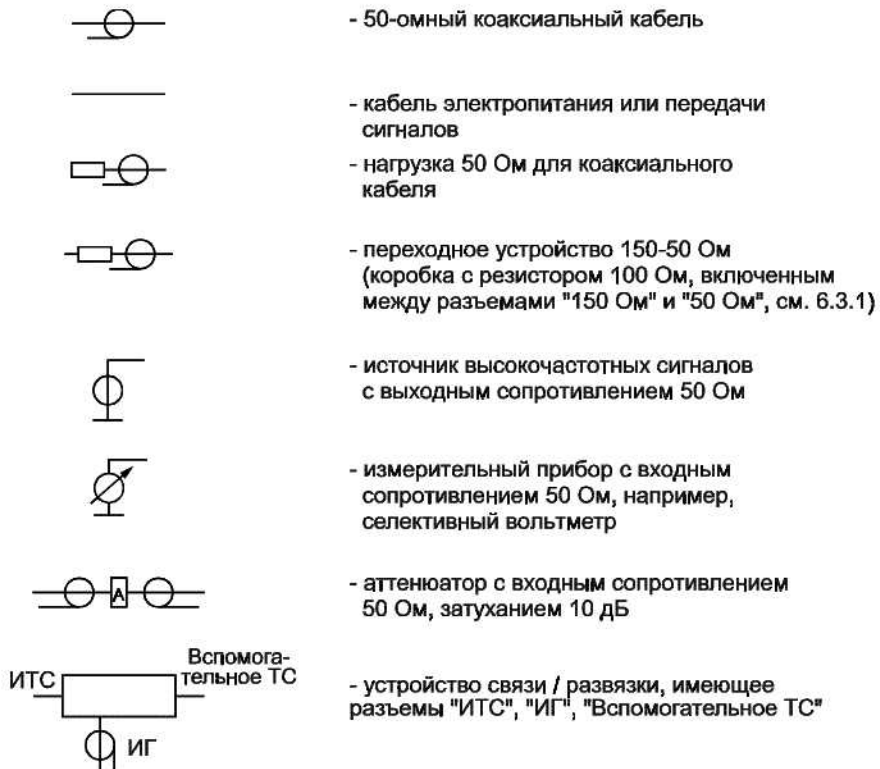 - 50-омный коаксиальный кабель
- кабель электропитания или передачи
сигналов
- нагрузка 50 Ом для коаксиального
кабеля
- переходное устройство 150-50 Ом
(коробка с резистором 100 Ом, включенным
между разъемами "150 Ом" и "50 Ом", см. 6.3.1)
- источник высокочастотных сигналов
с выходным сопротивлением 50 Ом
- измерительный прибор с входным
сопротивлением 50 Ом, например,
селективный вольтметр
А
- аттенюатор с входным сопротивлением
50 Ом, затуханием 10 дБ
ИТС
Вспомога-
тельное ТС
ИГ
- устройство связи / развязки, имеющее
разъемы "ИТС", "ИГ", "Вспомогательное ТС"